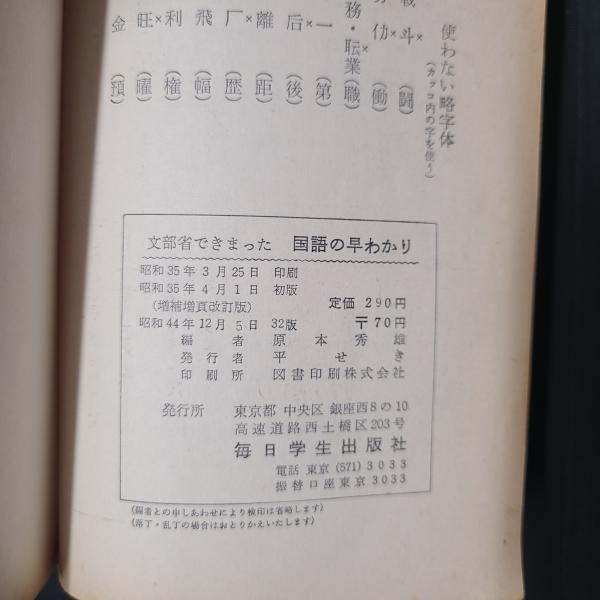 使わない略字体
(カッコ内の字を使う)
斗× (闘)
仂× (働)
務・転×業 (職)
一× (第)
后× (後)
離 (距)
厂× (歴)
飛 (幅)
利× (権)
旺× (曜)
金 (預)
文部省できまった 国語の早わかり
昭和35年3月25日 印刷
昭和35年4月1日 初版
(増補増頁改訂版) 定価 290円
昭和44年12月5日 32版 〒70円
編者 原本秀雄
発行者 平せき
印刷所 図書印刷株式会社
発行所 東京都 中央区 銀座西8の10
高速道路西土橋区203号
毎日学生出版社
電話 東京 (571) 3033
振替口座東京 3033
(編者との申しあわせにより検印は省略します)
(落丁・乱丁の場合はおとりかえいたします)